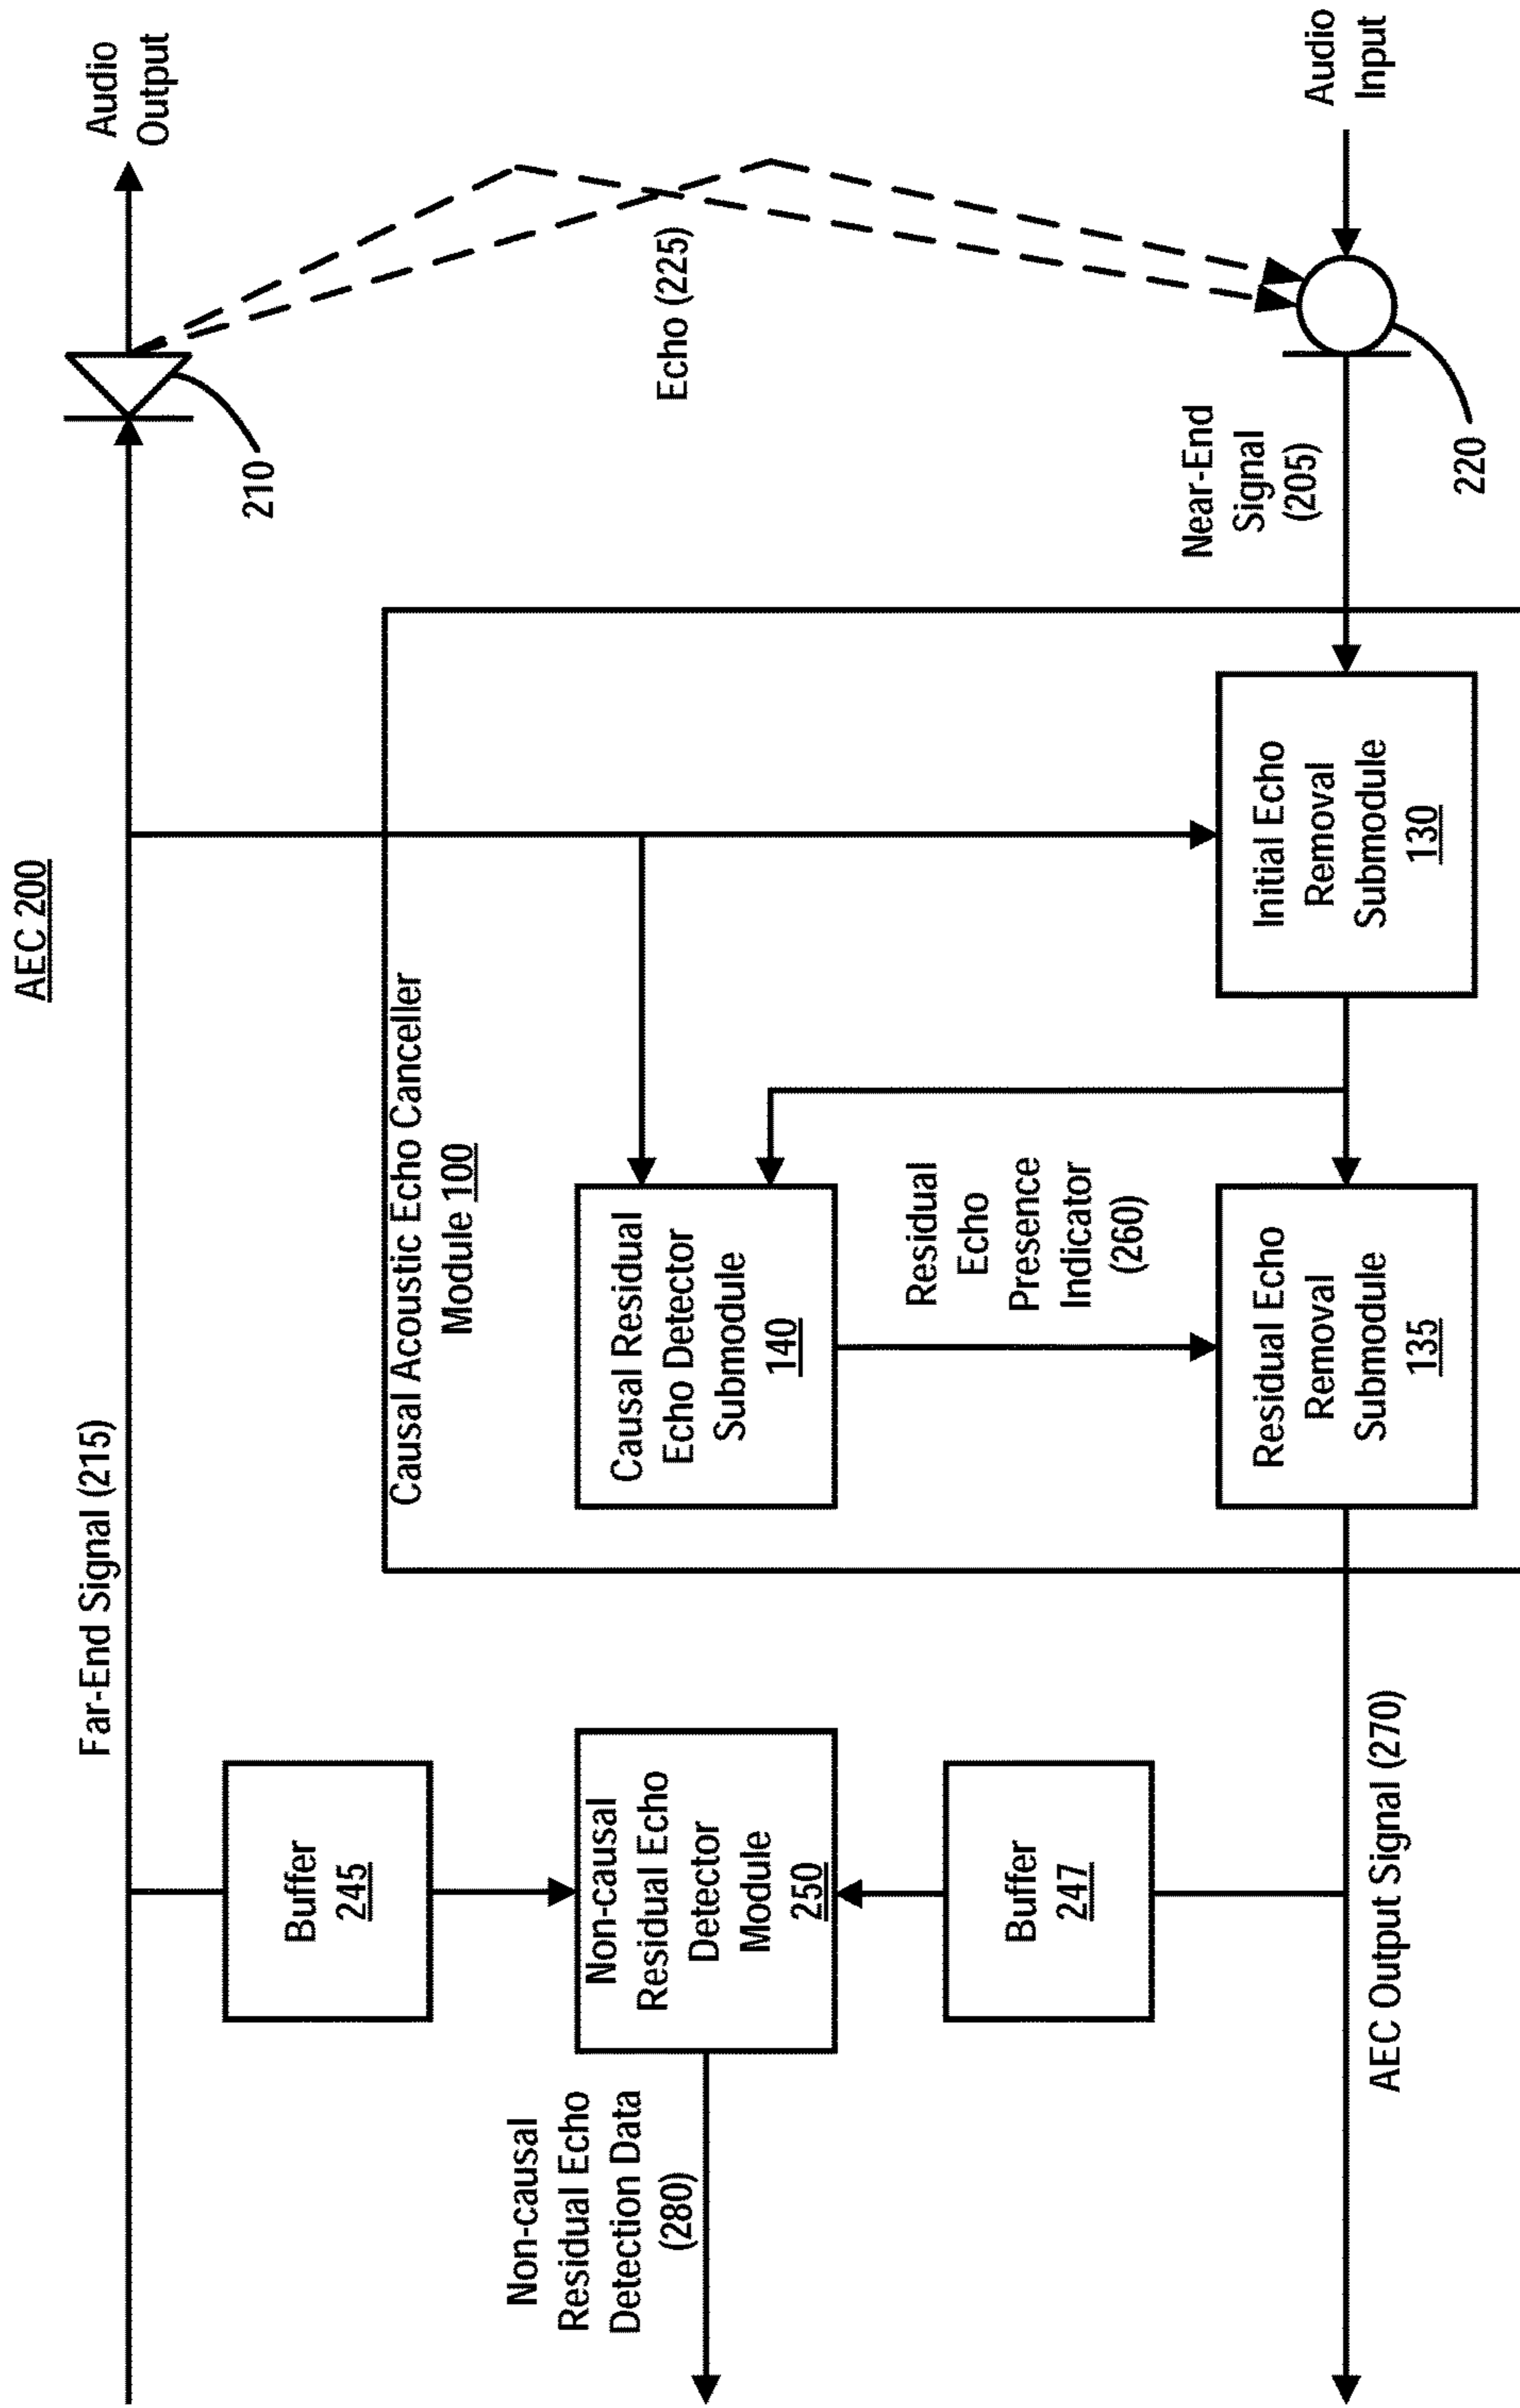 AEC 200
Far-End Signal (215)
Audio
Output
210
Buffer
245
Causal Acoustic Echo Canceller
Module 100
Non-causal
Residual Echo
Detection Data
(280)
Non-causal
Residual Echo
Detector
Module
250
Causal Residual
Echo Detector
Submodule
140
Echo (225)
Residual
Echo
Presence
Indicator
(260)
Buffer
247
Near-End
Signal
(205)
Residual Echo
Removal
Submodule
135
Initial Echo
Removal
Submodule
130
Audio
Input
AEC Output Signal (270)
220